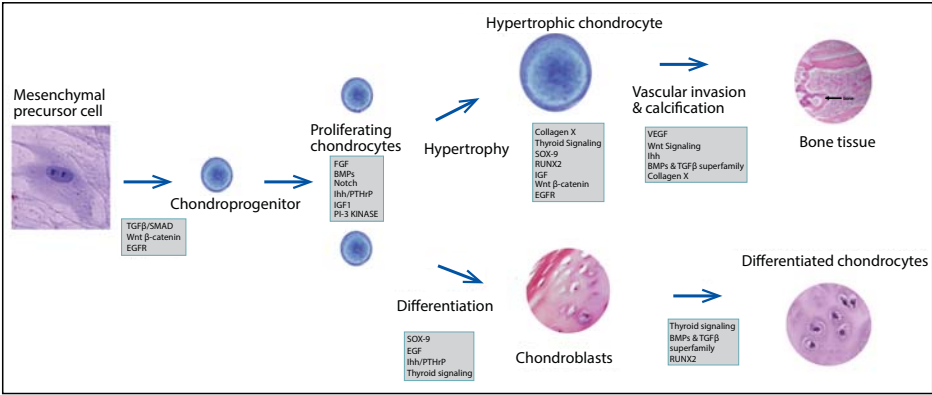 Mesenchymal
precursor cell
TGFβ/SMAD
Wnt β-catenin
EGFR
Chondroprogenitor
Proliferating
chondrocytes
FGF
BMPs
Notch
Ihh/PTHrP
IGF1
PI-3 KINASE
Hypertrophy
Hypertrophic chondrocyte
Collagen X
Thyroid Signaling
SOX-9
RUNX2
IGF
Wnt β-catenin
EGFR
Vascular invasion
& calcification
VEGF
Wnt Signaling
Ihh
BMPs & TGFβ superfamily
Collagen X
Bone tissue
Differentiation
SOX-9
EGF
Ihh/PTHrP
Thyroid signaling
Chondroblasts
Thyroid signaling
BMPs & TGFβ
superfamily
RUNX2
Differentiated chondrocytes